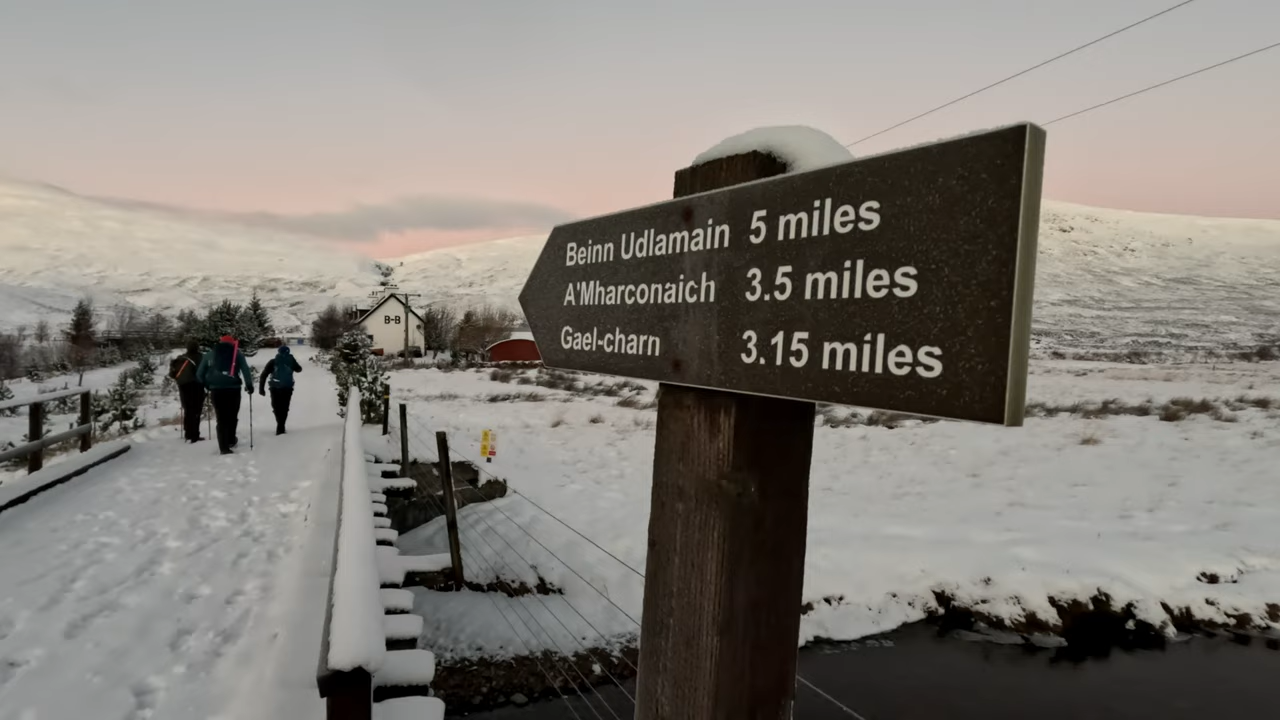 Beinn Udlamain 5 miles
A'Mharconaich 3.5 miles
Gael-charn 3.15 miles
B-B